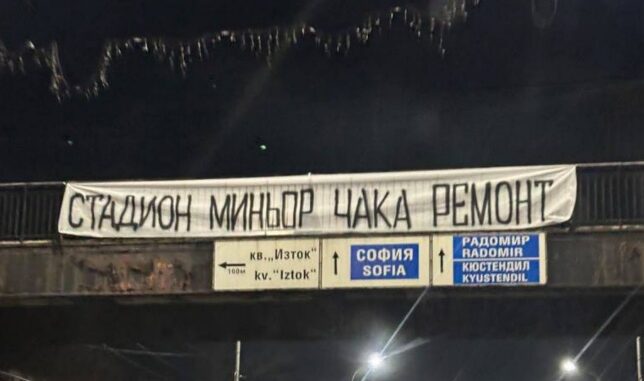 СТАДИОН МИНЬОР ЧАКА РЕМОНТ
кв.„Изток“
160м
kv.“Iztok”
СОФИЯ
SOFIA
РАДОМИР
RADOMIR
КЮСТЕНДИЛ
KYUSTENDIL